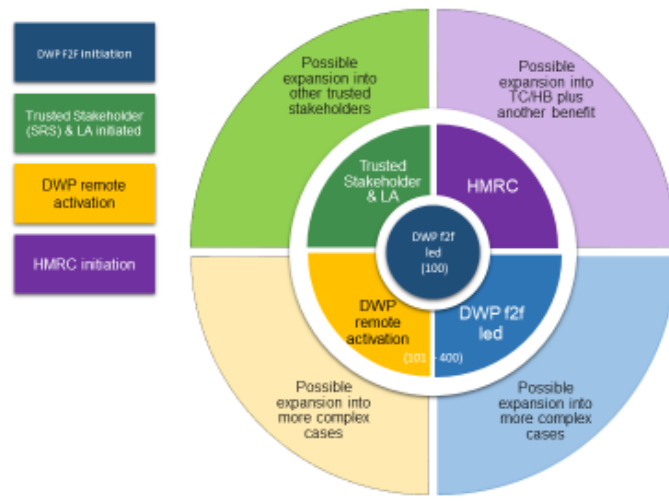 DWP F2F initiation
Trusted Stakeholder
(SRS) & LA initiated
DWP remote
activation
HMRC initiation
Possible
expansion into
other trusted
stakeholders
Possible
expansion into
TC/HB plus
another benefit
Trusted
Stakeholder
& LA
HMRC
DWP f2f
led
(100)
DWP
remote
activation
DWP f2f
led
(101 - 400)
Possible
expansion into
more complex
cases
Possible
expansion into
more complex
cases